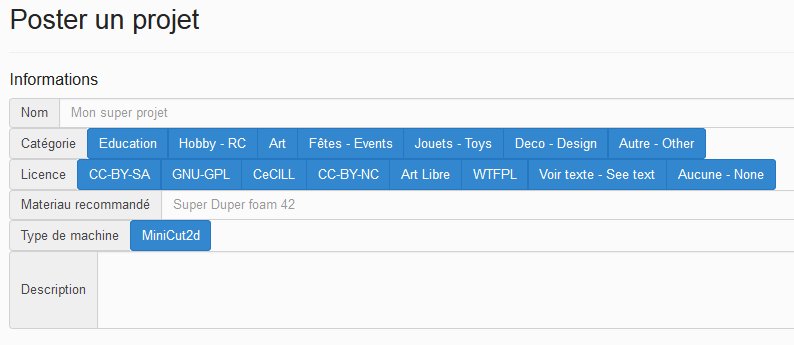 Poster un projet
Informations
Nom Mon super projet
Catégorie Education Hobby - RC Art Fêtes - Events Jouets - Toys Deco - Design Autre - Other
Licence CC-BY-SA GNU-GPL CeCILL CC-BY-NC Art Libre WTFPL Voir texte - See text Aucune - None
Materiau recommandé Super Duper foam 42
Type de machine MiniCut2d
Description